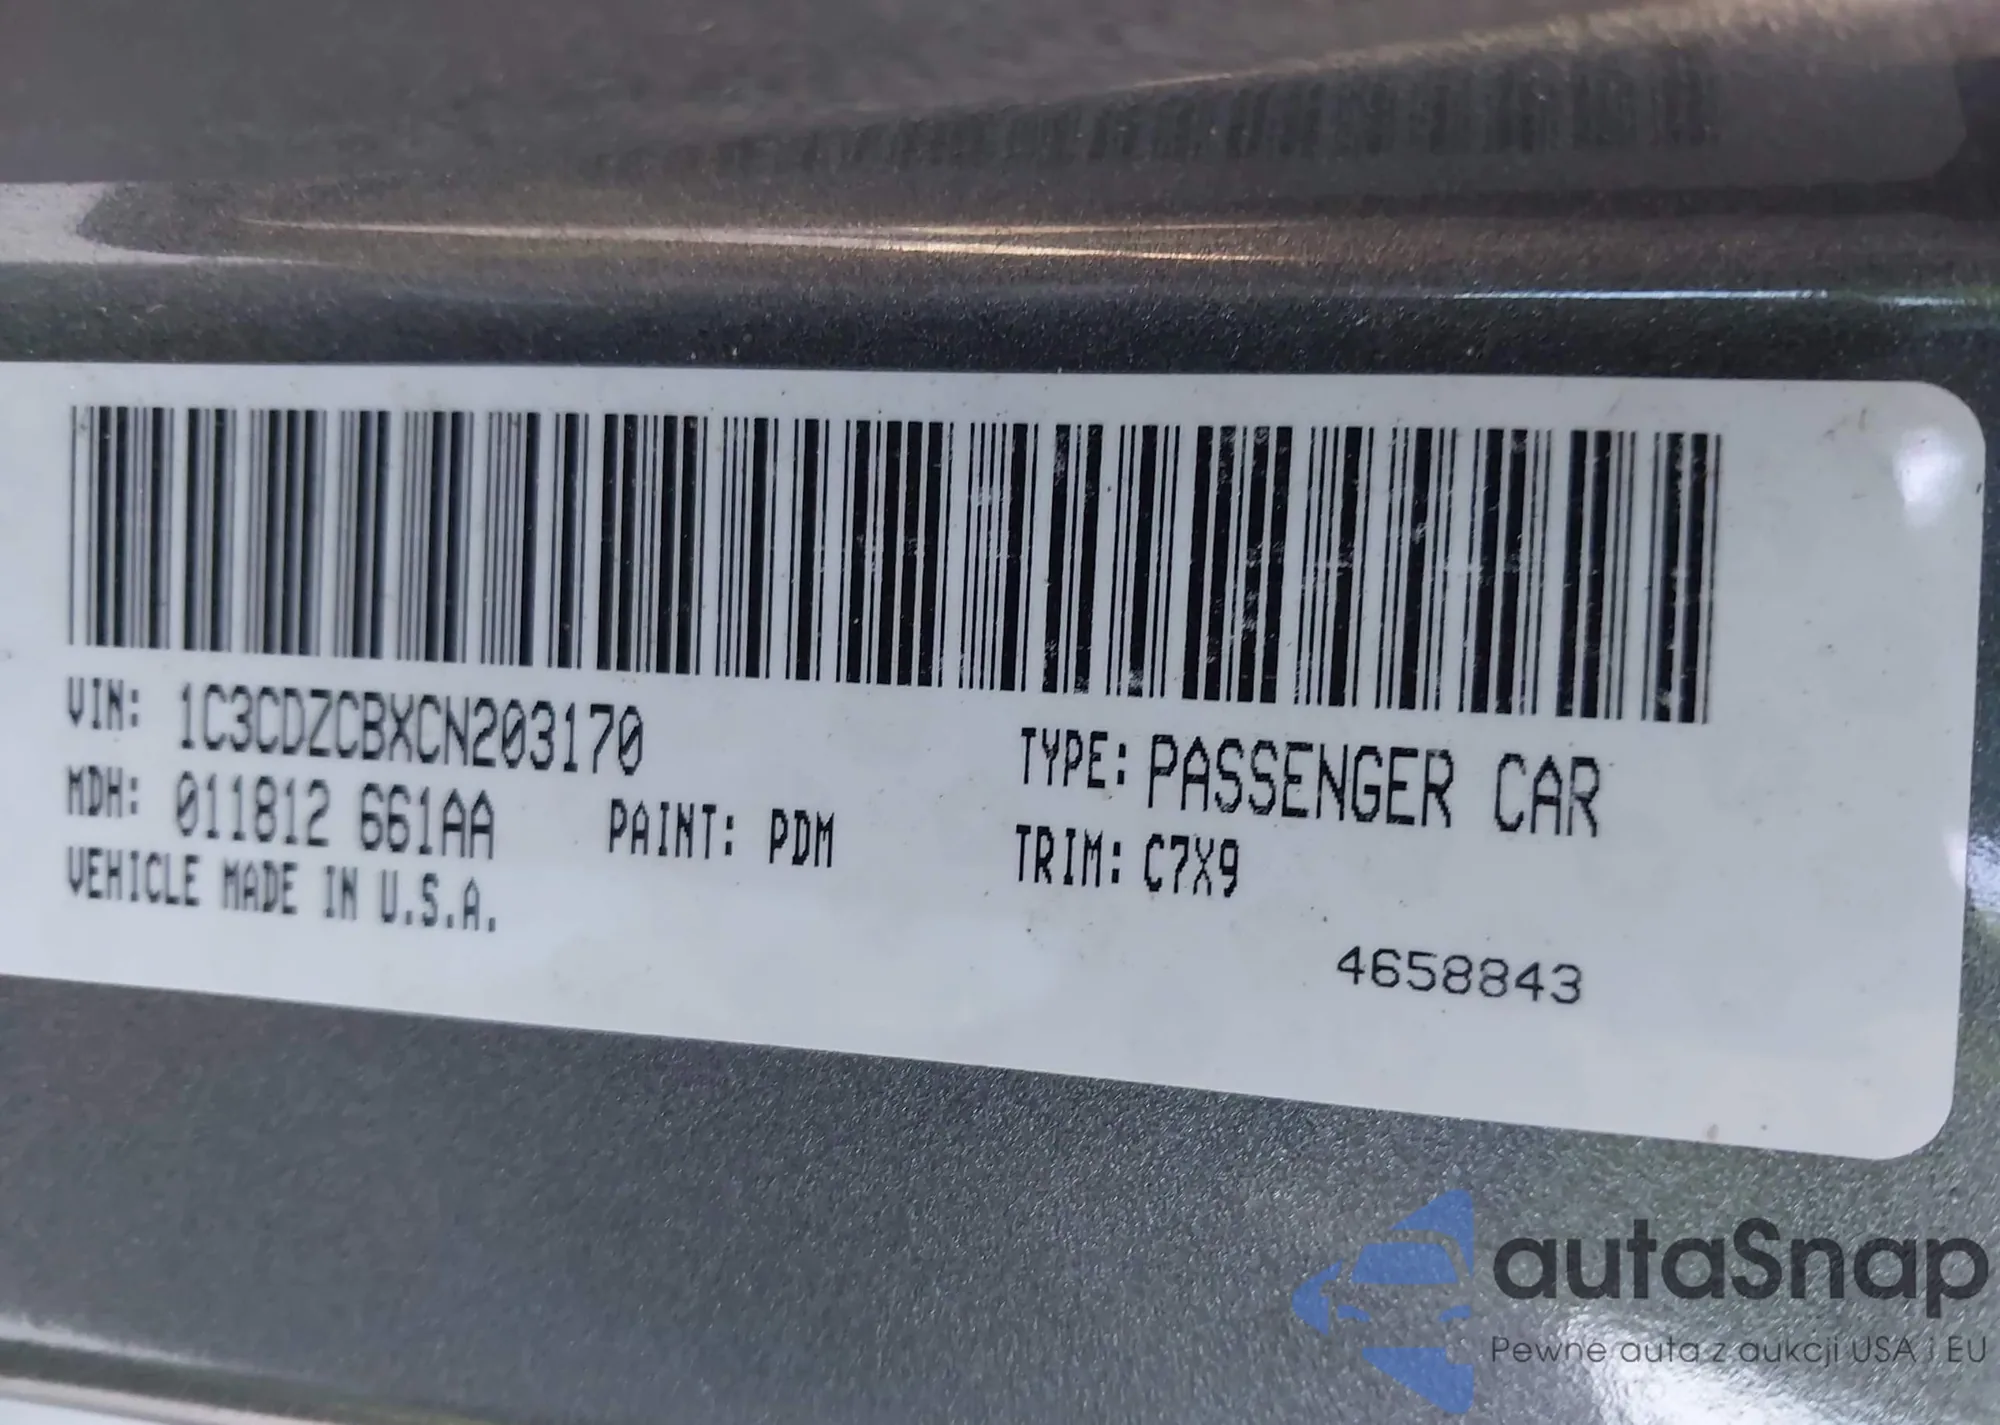 VIN: 1C3CDZCBXCN203170
TYPE: PASSENGER CAR
MDH: 011812 661AA PAINT: PDM
TRIM: C7X9
VEHICLE MADE IN U.S.A.
4658843
autaSnap
Pewne auta z aukcji USA i EU